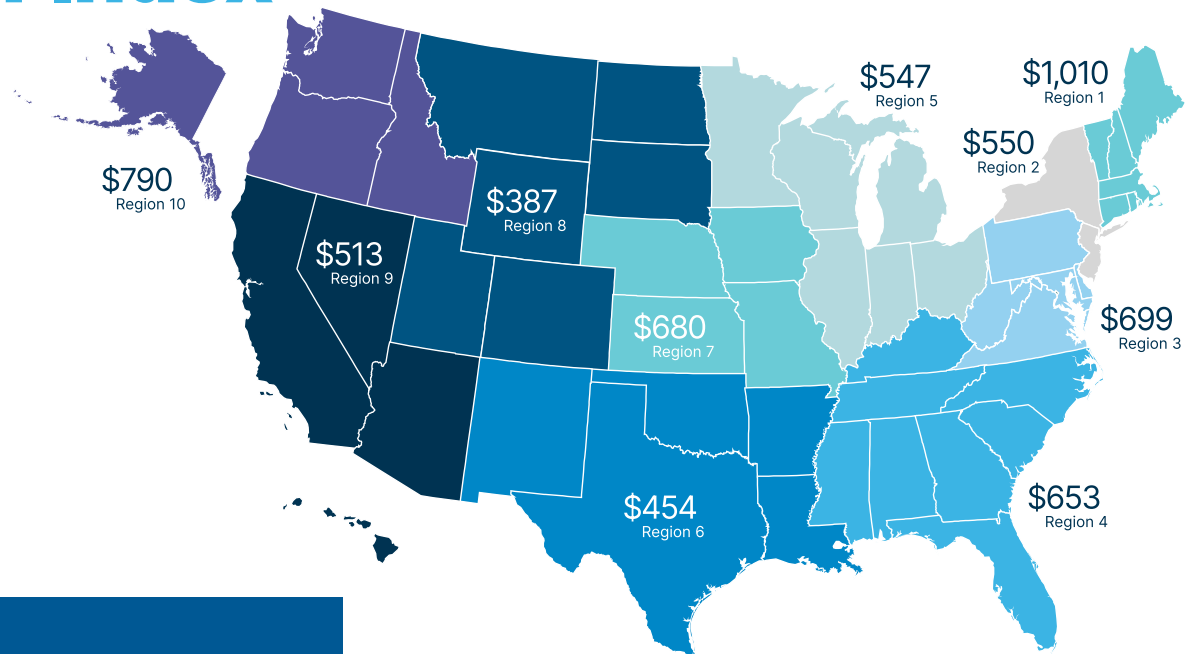 $547
Region 5
$1,010
Region 1
$550
Region 2
$790
Region 10
$387
Region 8
$513
Region 9
$680
Region 7
$699
Region 3
$454
Region 6
$653
Region 4